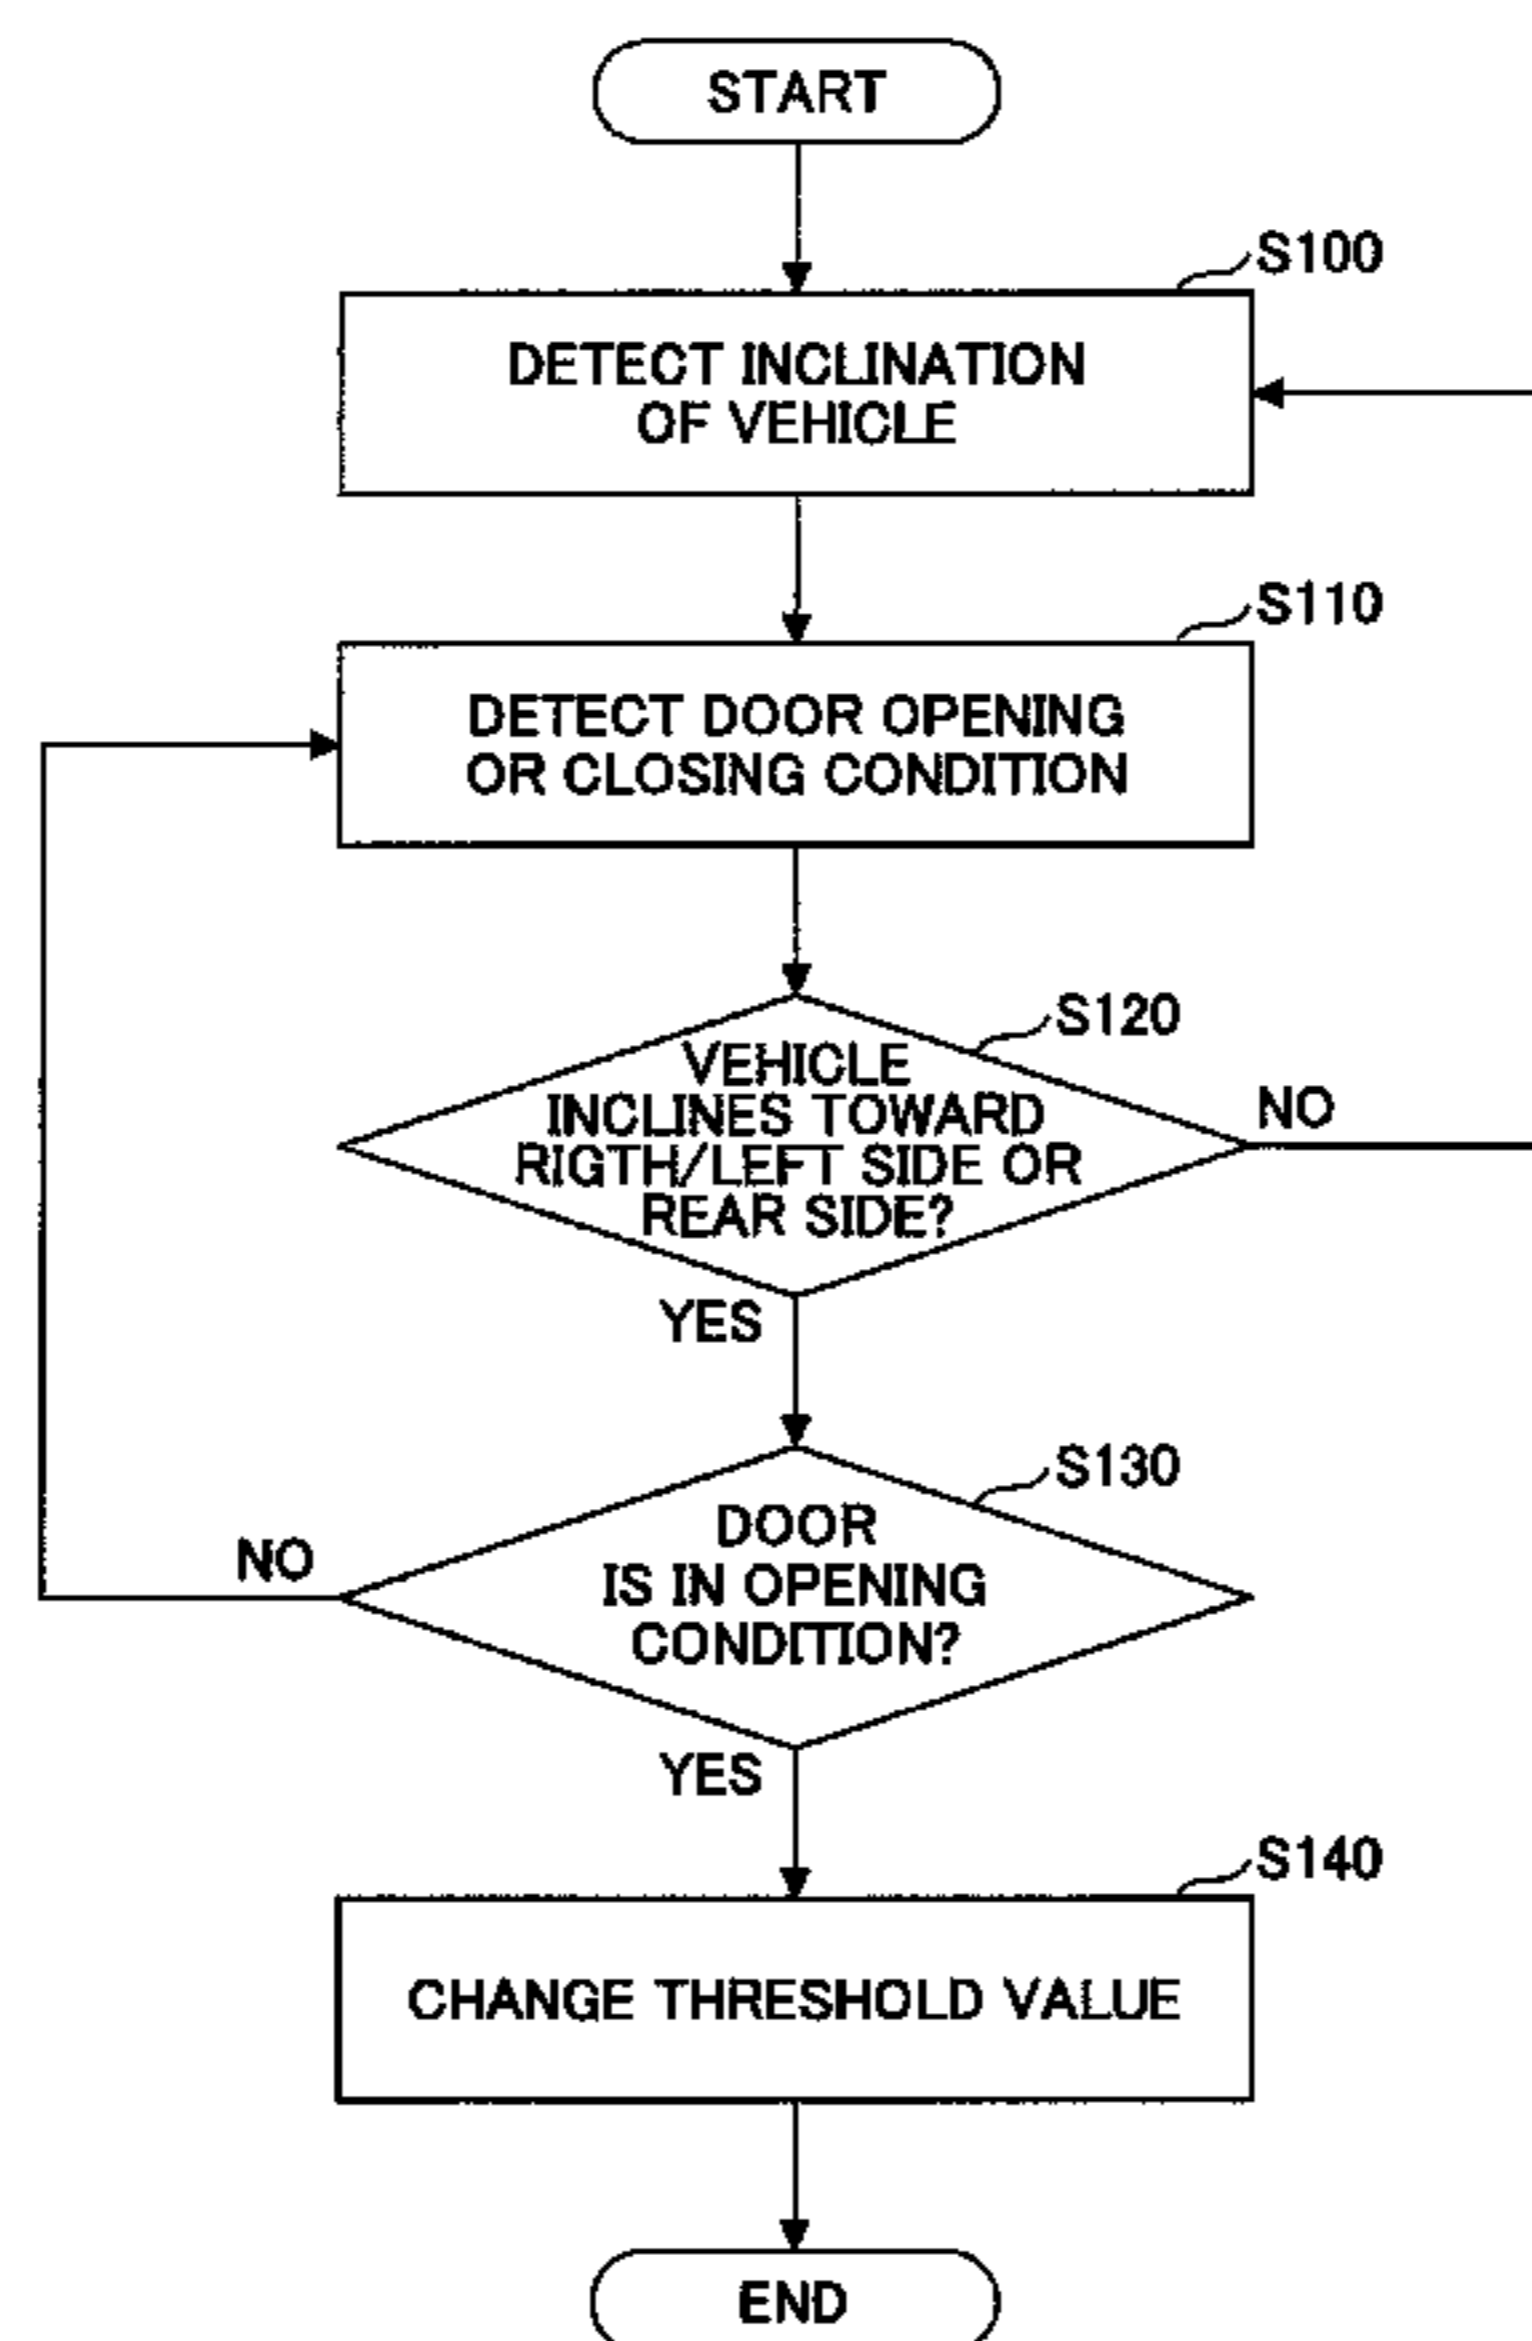 START
S100
DETECT INCLINATION
OF VEHICLE
S110
DETECT DOOR OPENING
OR CLOSING CONDITION
S120
VEHICLE
INCLINES TOWARD
RIGTH/LEFT SIDE OR
REAR SIDE?
NO
YES
S130
DOOR
IS IN OPENING
CONDITION?
NO
YES
S140
CHANGE THRESHOLD VALUE
END